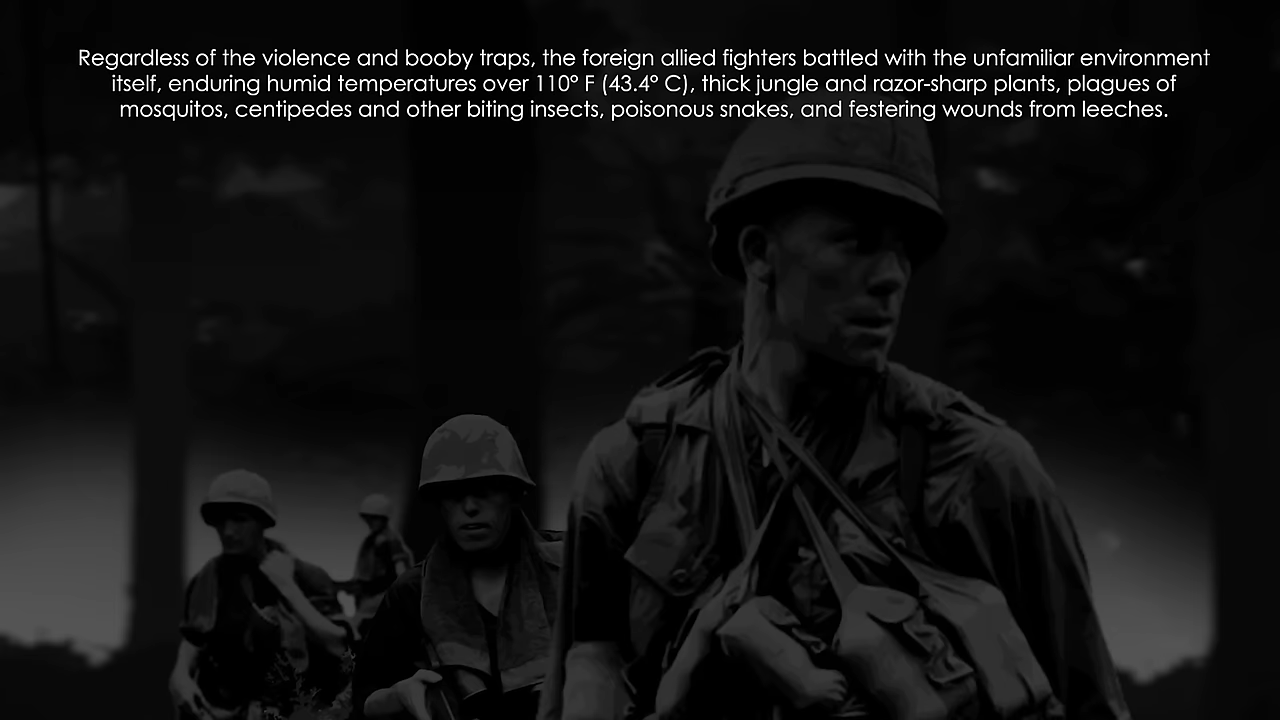 Regardless of the violence and booby traps, the foreign allied fighters battled with the unfamiliar environment
itself, enduring humid temperatures over 110° F (43.4° C), thick jungle and razor-sharp plants, plagues of
mosquitos, centipedes and other biting insects, poisonous snakes, and festering wounds from leeches.